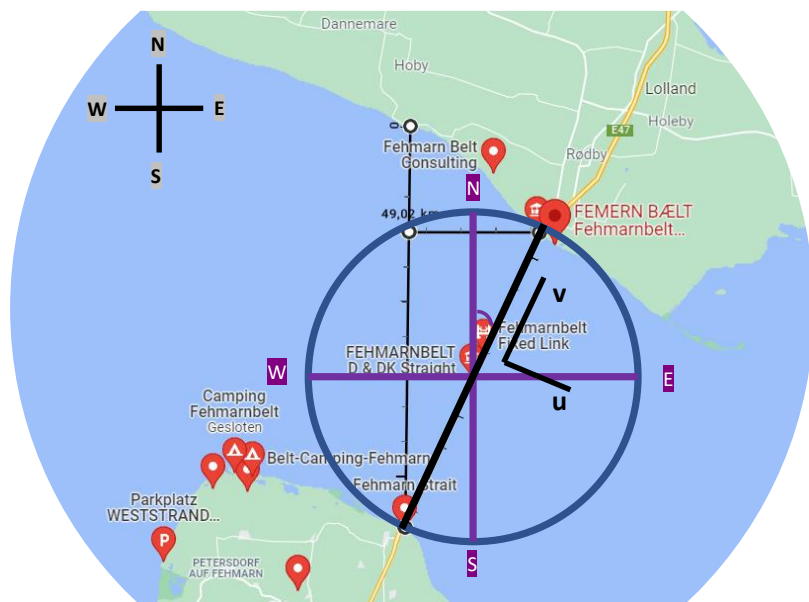 Dannemare
N
Hoby
Lolland
W
E
E47
Holeby
0
Fehmarn Belt
Consulting
Rødby
S
N
49,02 km
FEMERN BÆLT
Fehmarnbelt...
v
Fehmarnbelt
Fixed Link
FEHMARNBELT
D & DK Straight
W
E
u
Camping
Fehmarnbelt
Gesloten
Belt-Camping-Fehmarn
Fehmarn Strait
Parkplatz
WESTSTRAND...
P
S
PETERSDORF
AUF FEHMARN